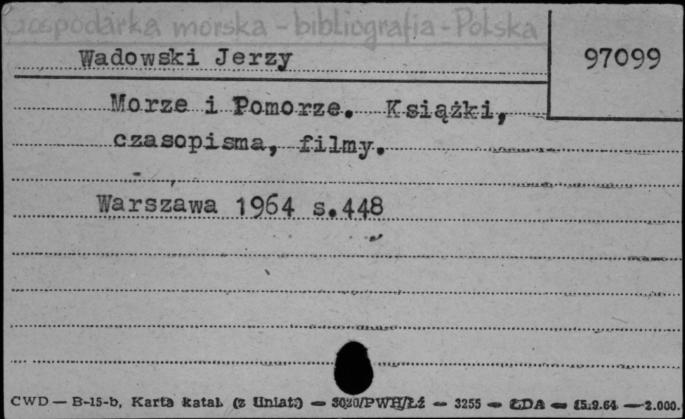 Gospodarka morska - bibliografia - Polska
Wadowski Jerzy
97099
Morze i Pomorze. Książki,
czasopisma, filmy.
Warszawa 1964 s.448
CWD — B-15-b, Karta katal. (z Uniat.) — 3020/PWH/Łź — 3255 — ŁDA — 15.9.64 — 2.000.